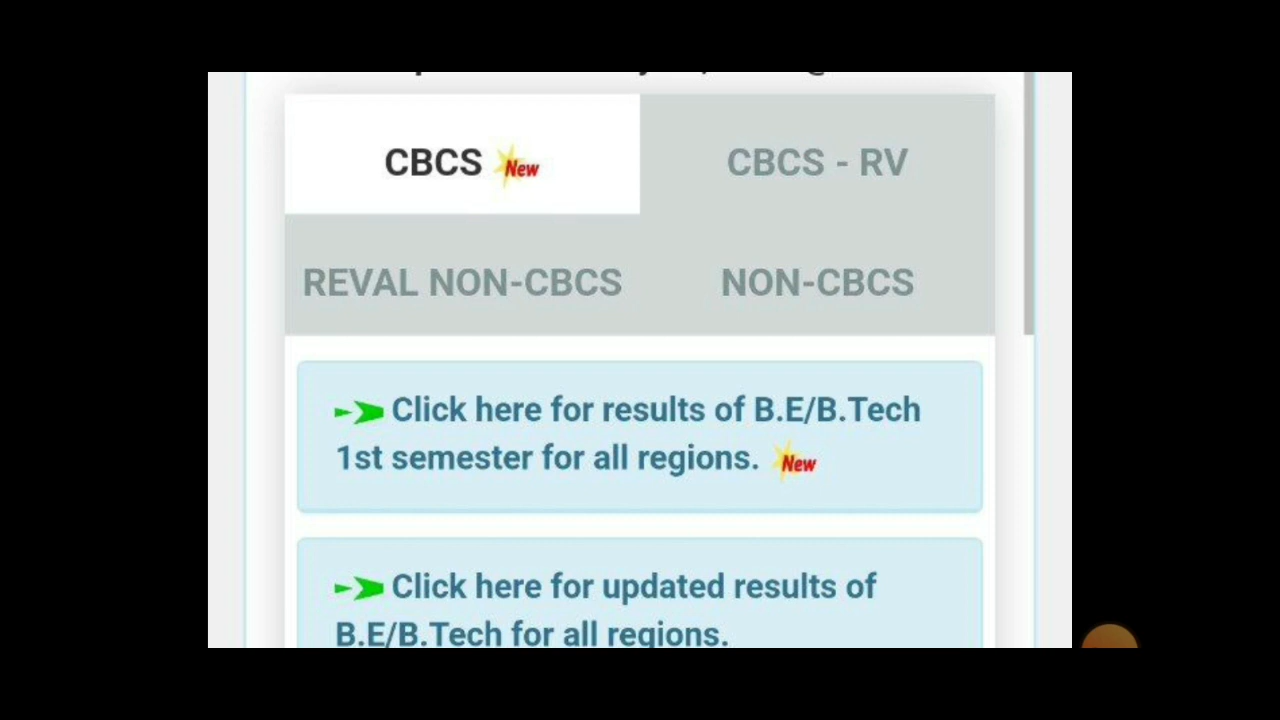 CBCS New
CBCS - RV
REVAL NON-CBCS
NON-CBCS
Click here for results of B.E/B.Tech
1st semester for all regions. New
Click here for updated results of
B.E/B.Tech for all regions.